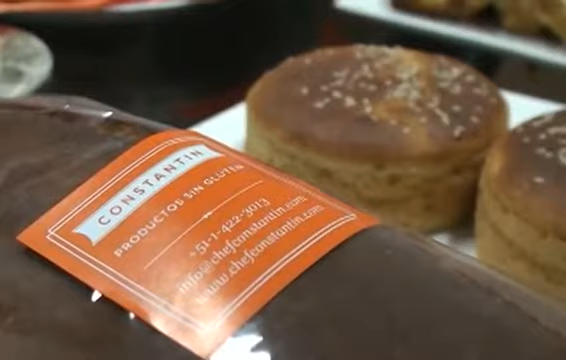 CONSTANTIN
PRODUCTOS SIN GLUTEN
+51-1-422-3013
info@chefconstantin.com
www.chefconstantin.com